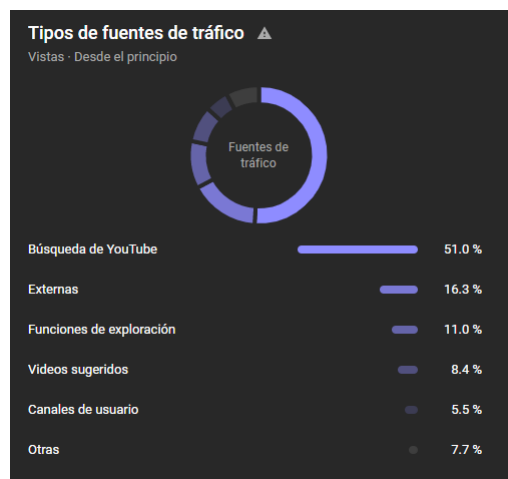 Tipos de fuentes de tráfico
Vistas · Desde el principio
Fuentes de
tráfico
Búsqueda de YouTube 51.0 %
Externas 16.3 %
Funciones de exploración 11.0 %
Videos sugeridos 8.4 %
Canales de usuario 5.5 %
Otras 7.7 %